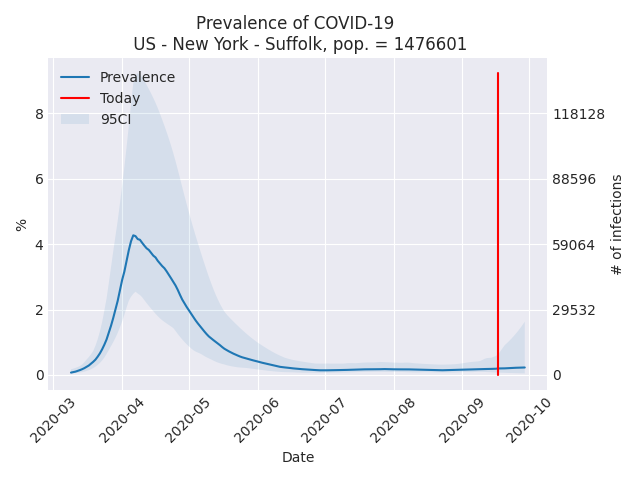 Prevalence of COVID-19
US - New York - Suffolk, pop. = 1476601
Prevalence
Today
95CI
8
6
4
2
0
%
118128
88596
59064
29532
0
# of infections
2020-03
2020-04
2020-05
2020-06
2020-07
2020-08
2020-09
2020-10
Date